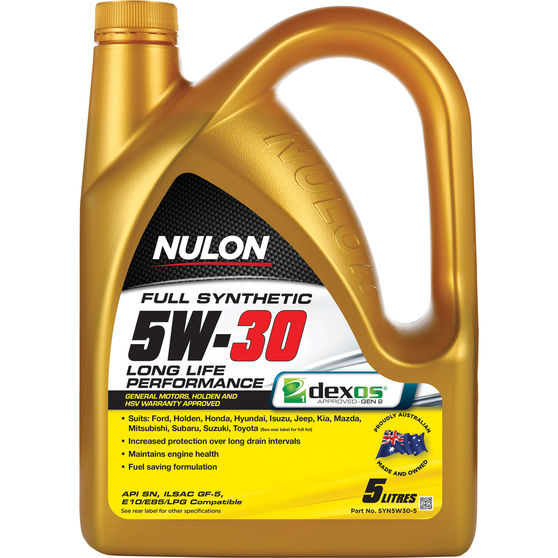 NULON
NULON
FULL SYNTHETIC
5W-30
LONG LIFE
PERFORMANCE
GENERAL MOTORS, HOLDEN AND
HSV WARRANTY APPROVED
dexos®
APPROVED - GEN 2
• Suits: Ford, Holden, Honda, Hyundai, Isuzu, Jeep, Kia, Mazda,
Mitsubishi, Subaru, Suzuki, Toyota (See rear label for full list)
• Increased protection over long drain intervals
• Maintains engine health
• Fuel saving formulation
PROUDLY AUSTRALIAN
MADE AND OWNED
API SN, ILSAC GF-5,
E10/E85/LPG Compatible
See rear label for other specifications
5 LITRES
Part No. SYN5W30-5